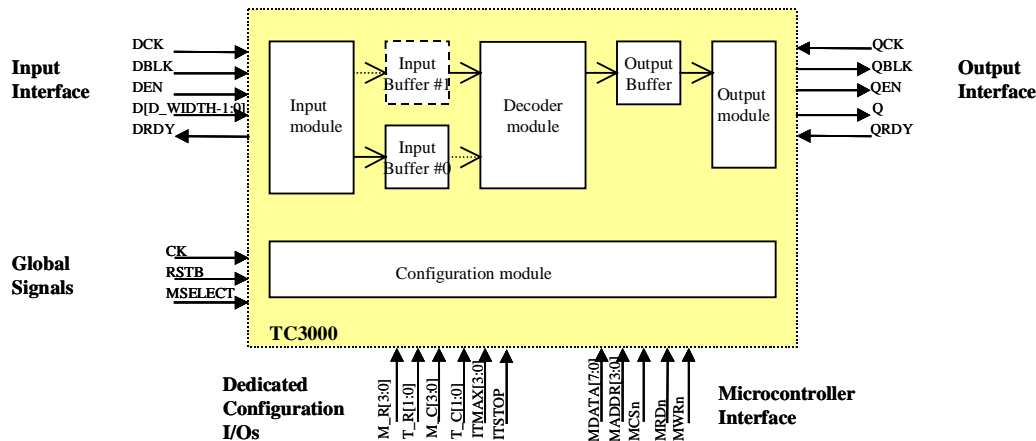 Input
Interface
DCK
DBLK
DEN
D[D_WIDTH-1:0]
DRDY
Input
module
Input
Buffer #1
Input
Buffer #0
Decoder
module
Output
Buffer
Output
module
QCK
QBLK
QEN
Q
QRDY
Output
Interface
Global
Signals
CK
RSTB
MSELECT
Configuration module
TC3000
Dedicated
Configuration
I/Os
M_R[3:0]
T_R[1:0]
M_C[3:0]
T_C[1:0]
ITMAX[3:0]
ITSTOP
MDATA[7:0]
MADDR[3:0]
MCSn
MRDn
MWRn
Microcontroller
Interface